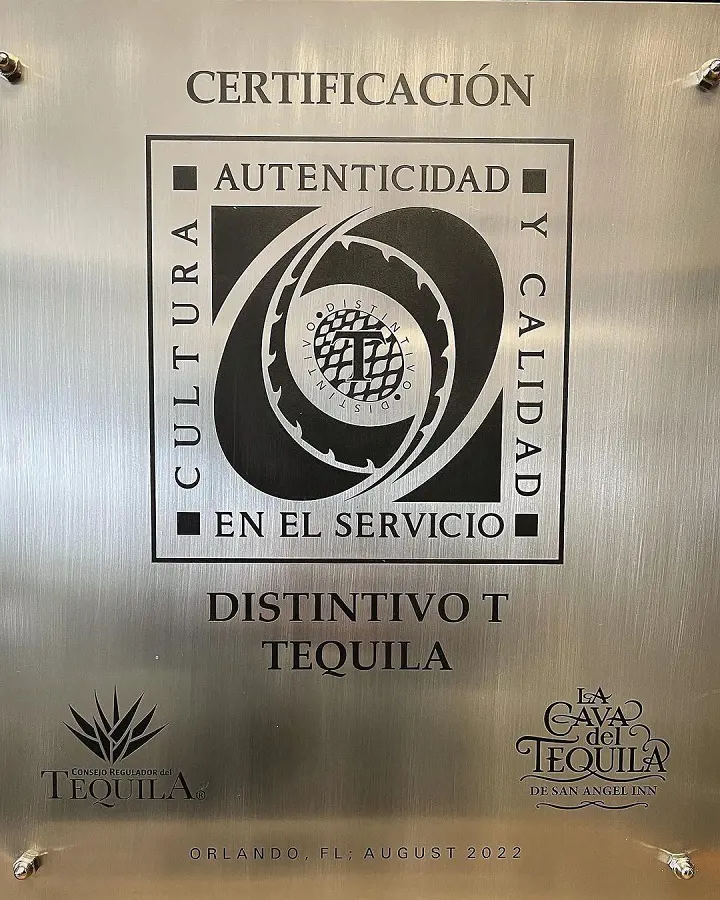 CERTIFICACIÓN
AUTENTICIDAD
Y CALIDAD
CULTURA
DISTINTIVO
T
DISTINTIVO
EN EL SERVICIO
DISTINTIVO T
TEQUILA
CONSEJO REGULADOR del
TEQUILA®
LA
CAVA
del
TEQUILA
DE SAN ANGEL INN
ORLANDO, FL; AUGUST 2022